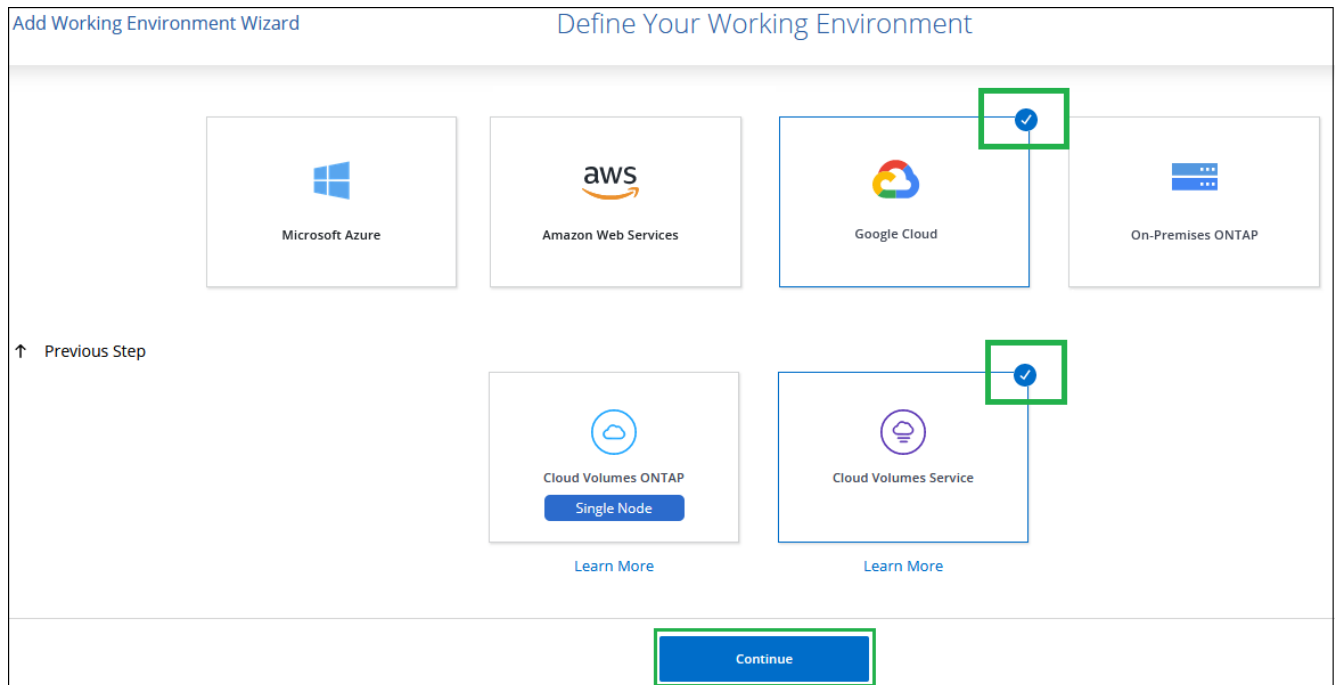 Add Working Environment Wizard
Define Your Working Environment
aws
Microsoft Azure
Amazon Web Services
Google Cloud
On-Premises ONTAP
↑ Previous Step
Cloud Volumes ONTAP
Single Node
Cloud Volumes Service
Learn More
Learn More
Continue